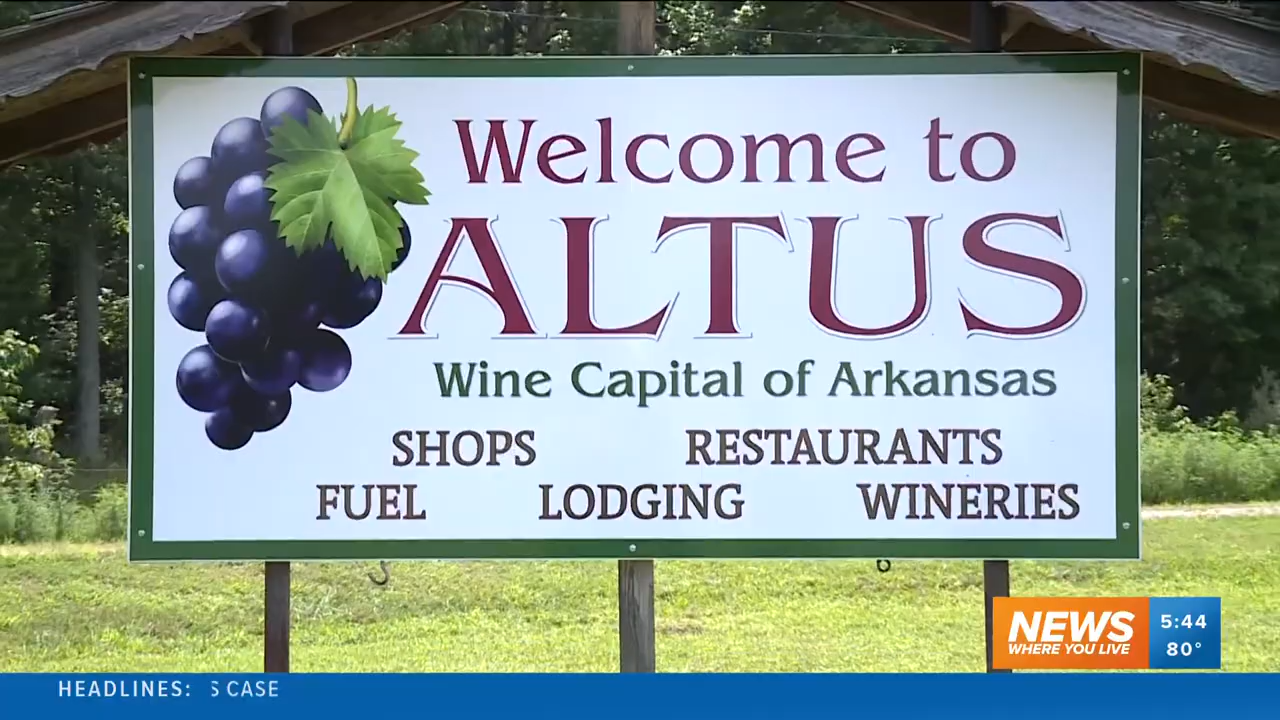 Welcome to
ALTUS
Wine Capital of Arkansas
SHOPS RESTAURANTS
FUEL LODGING WINERIES
NEWS
WHERE YOU LIVE
5:44
80°
HEADLINES: S CASE